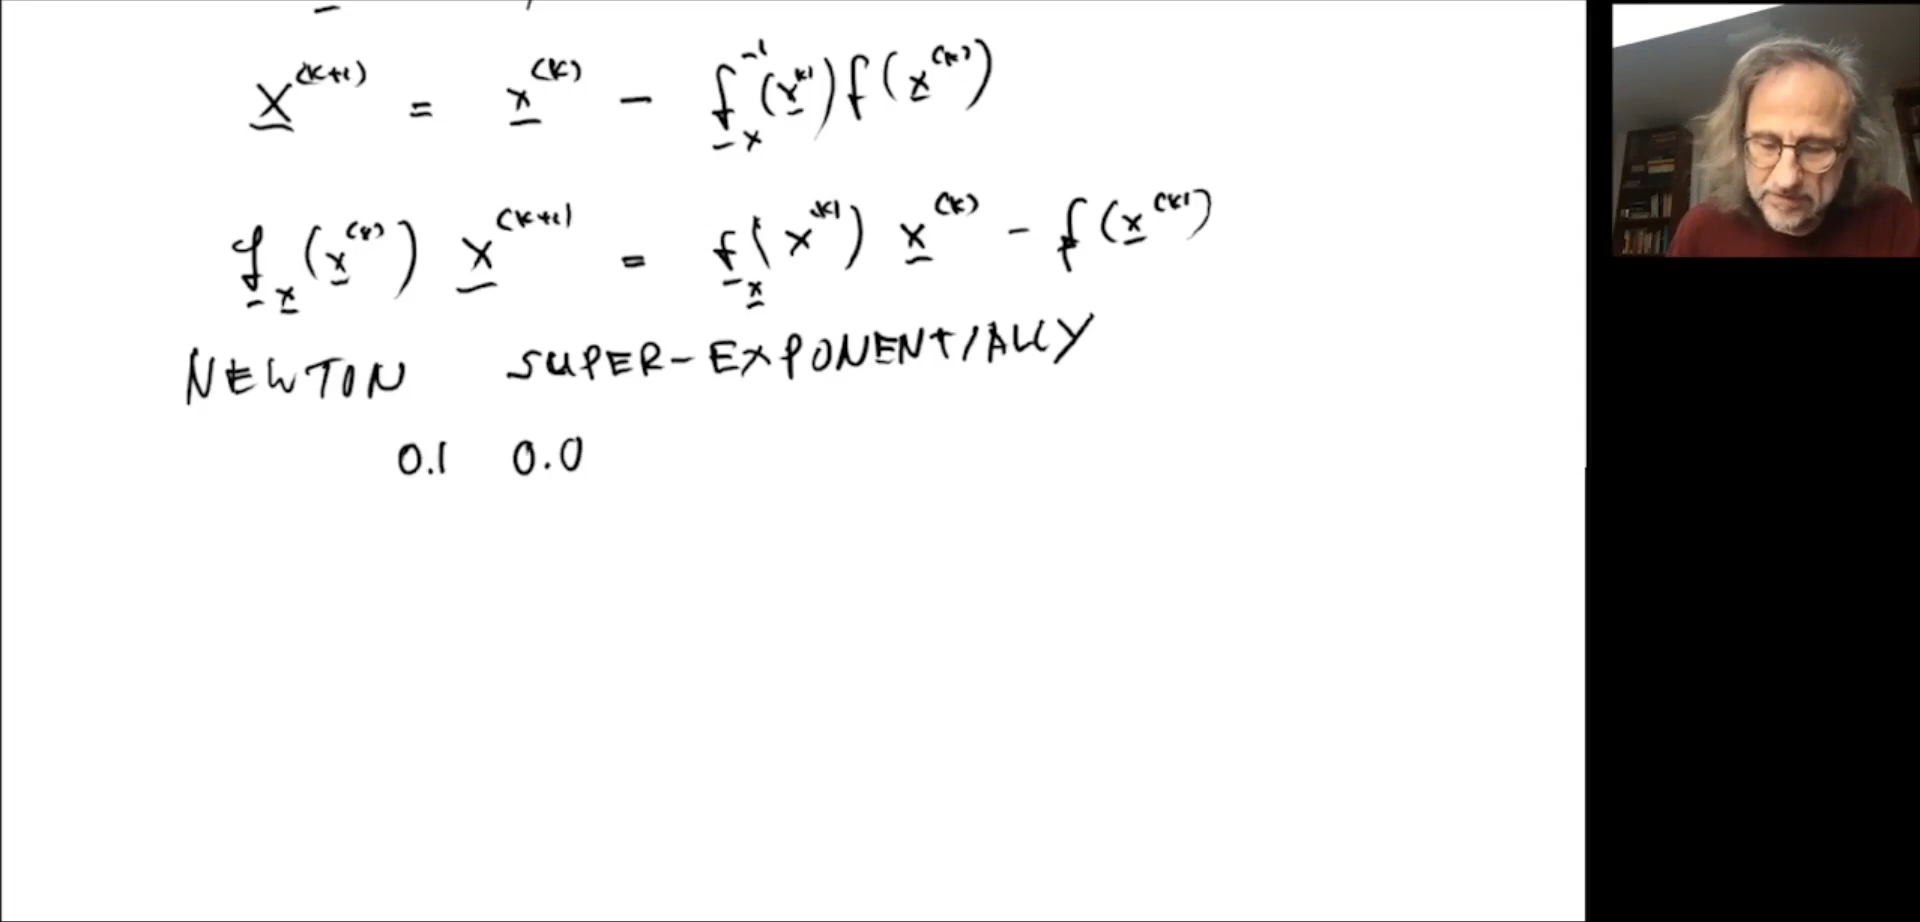 x^(k+1) = x^(k) - f_x^-1(x^k) f(x^(k))
f_x(x^(k)) x^(k+1) = f_x(x^(k)) x^(k) - f(x^(k))
NEWTON SUPER-EXPONENTIALLY
0.1 0.0